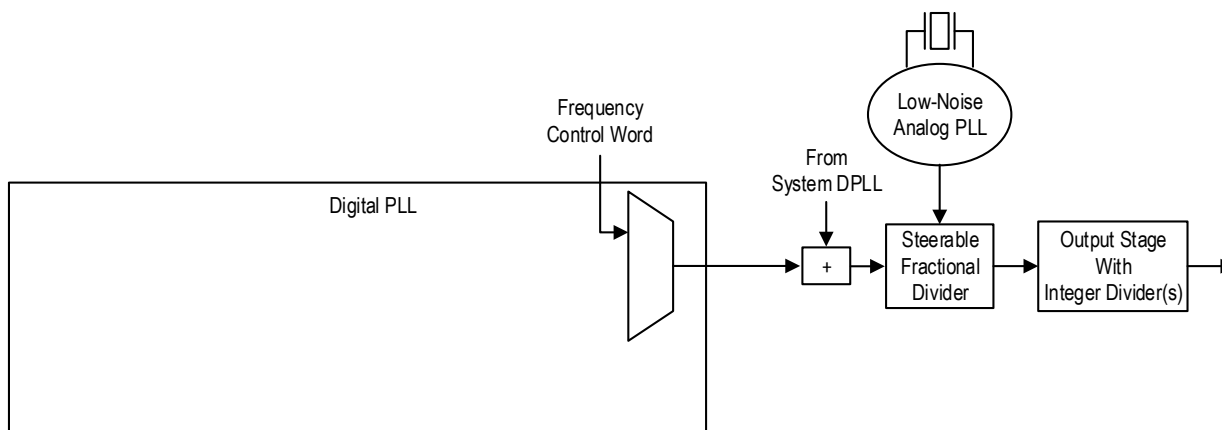 Low-Noise
Analog PLL
Frequency
Control Word
From
System DPLL
Digital PLL
+
Steerable
Fractional
Divider
Output Stage
With
Integer Divider(s)